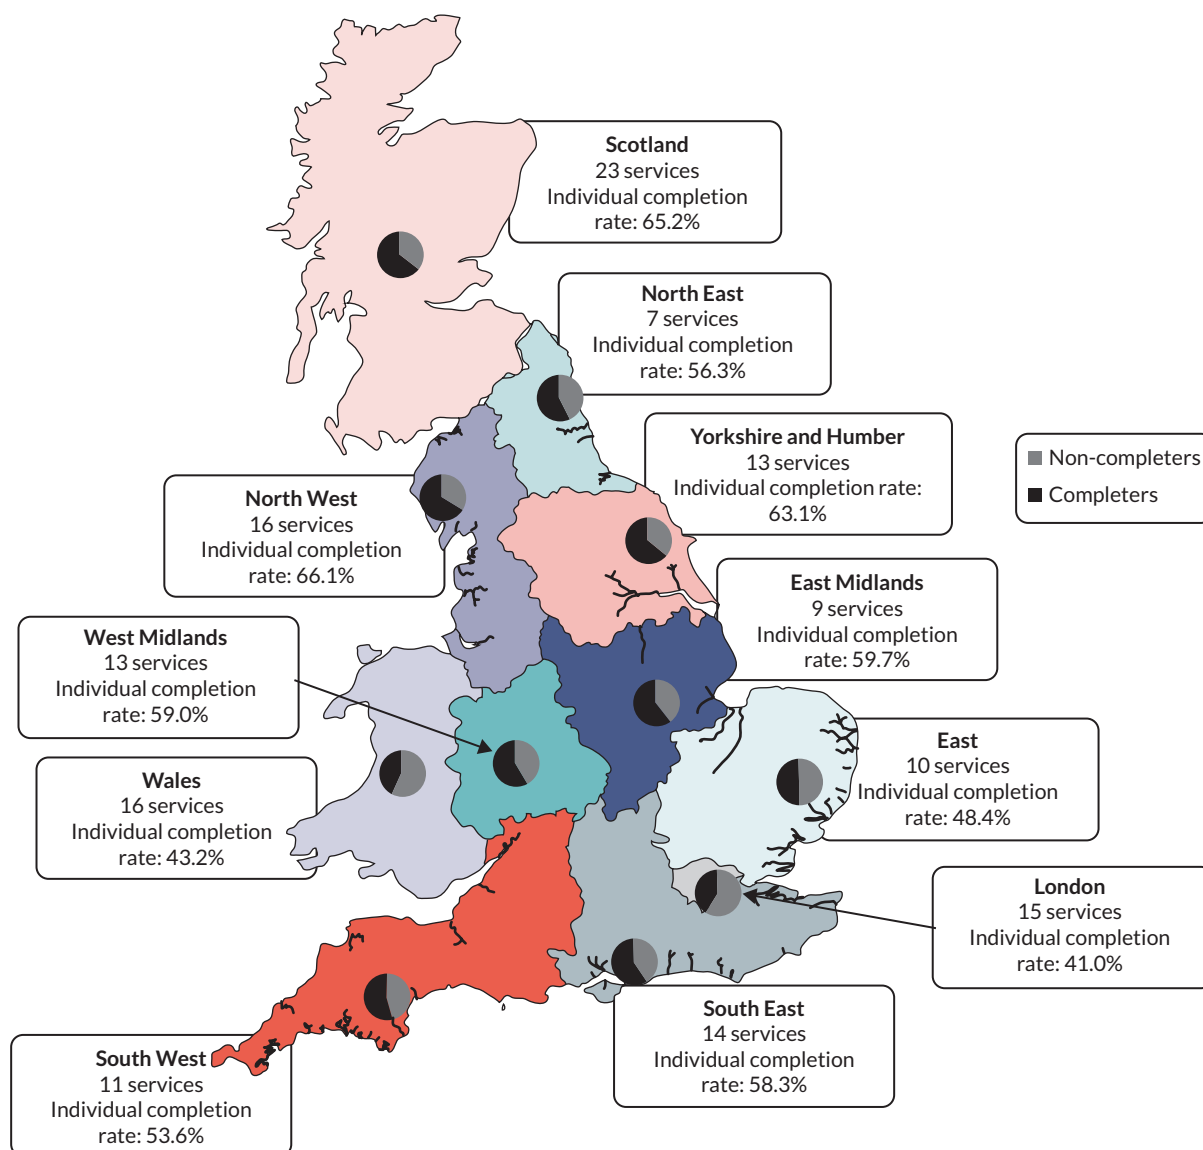 Scotland
23 services
Individual completion
rate: 65.2%
North East
7 services
Individual completion
rate: 56.3%
Yorkshire and Humber
13 services
Individual completion rate:
63.1%
Non-completers
Completers
North West
16 services
Individual completion
rate: 66.1%
East Midlands
9 services
Individual completion
rate: 59.7%
West Midlands
13 services
Individual completion
rate: 59.0%
East
10 services
Individual completion
rate: 48.4%
Wales
16 services
Individual completion
rate: 43.2%
London
15 services
Individual completion
rate: 41.0%
South East
14 services
Individual completion
rate: 58.3%
South West
11 services
Individual completion
rate: 53.6%